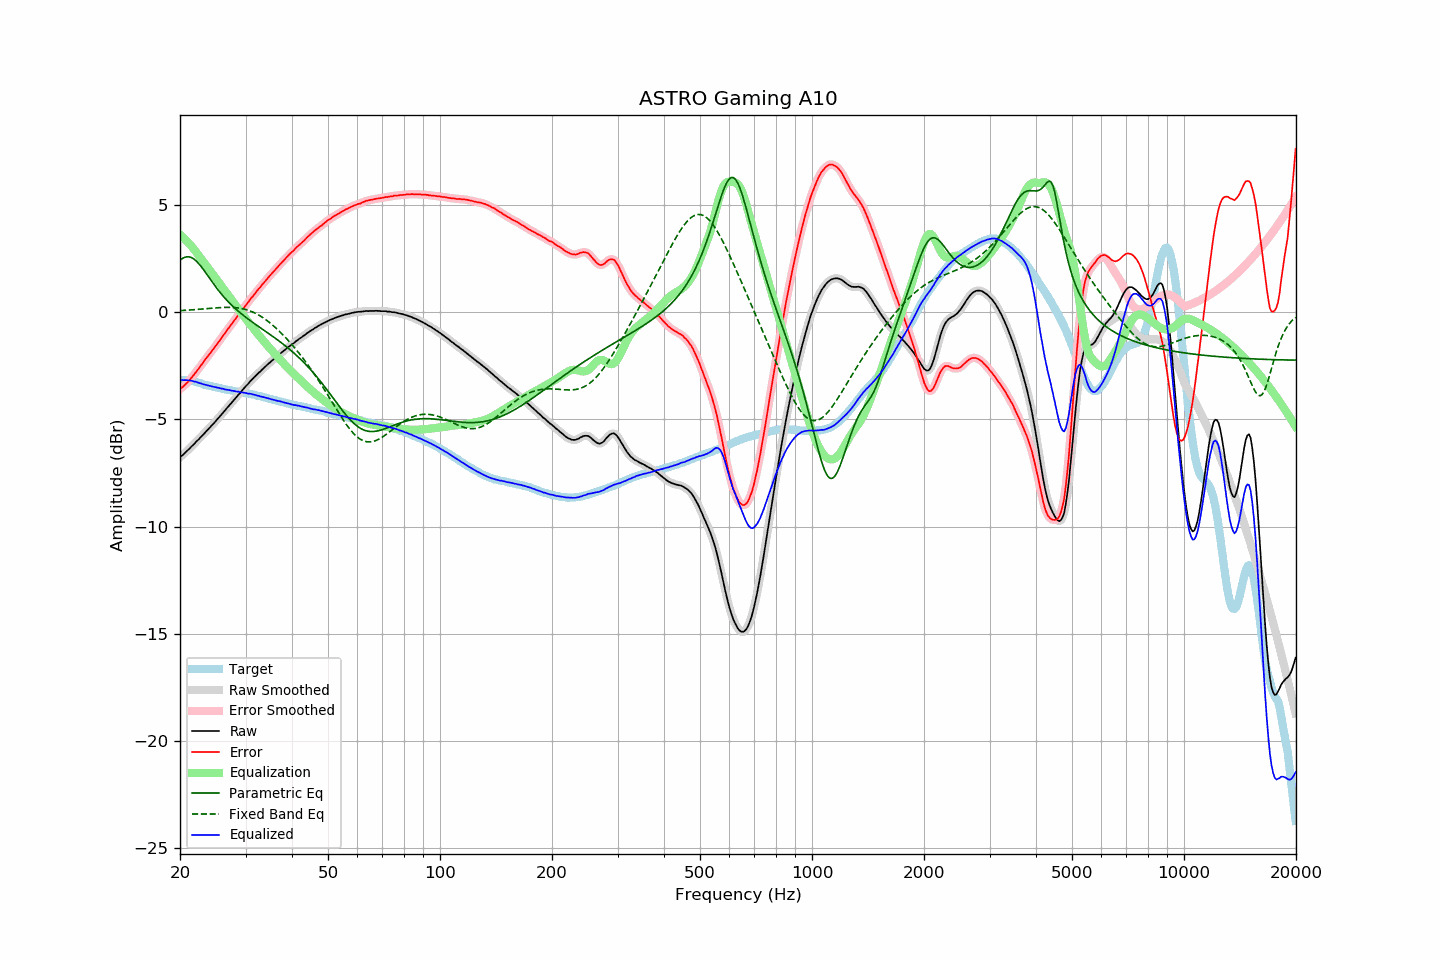 ASTRO Gaming A10
Amplitude (dBr)
5
0
−5
−10
−15
−20
−25
Target
Raw Smoothed
Error Smoothed
Raw
Error
Equalization
Parametric Eq
Fixed Band Eq
Equalized
20 50 100 200 500 1000 2000 5000 10000 20000
Frequency (Hz)